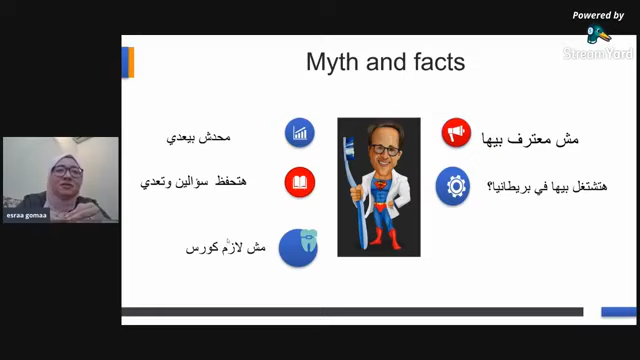 Powered by
StreamYard
Myth and facts
مش معترف بيها
محدش بيعدي
هتشتغل بيها في بريطانيا؟
هتحفظ سؤالين وتعدي
مش لازم كورس
esraa gomaa